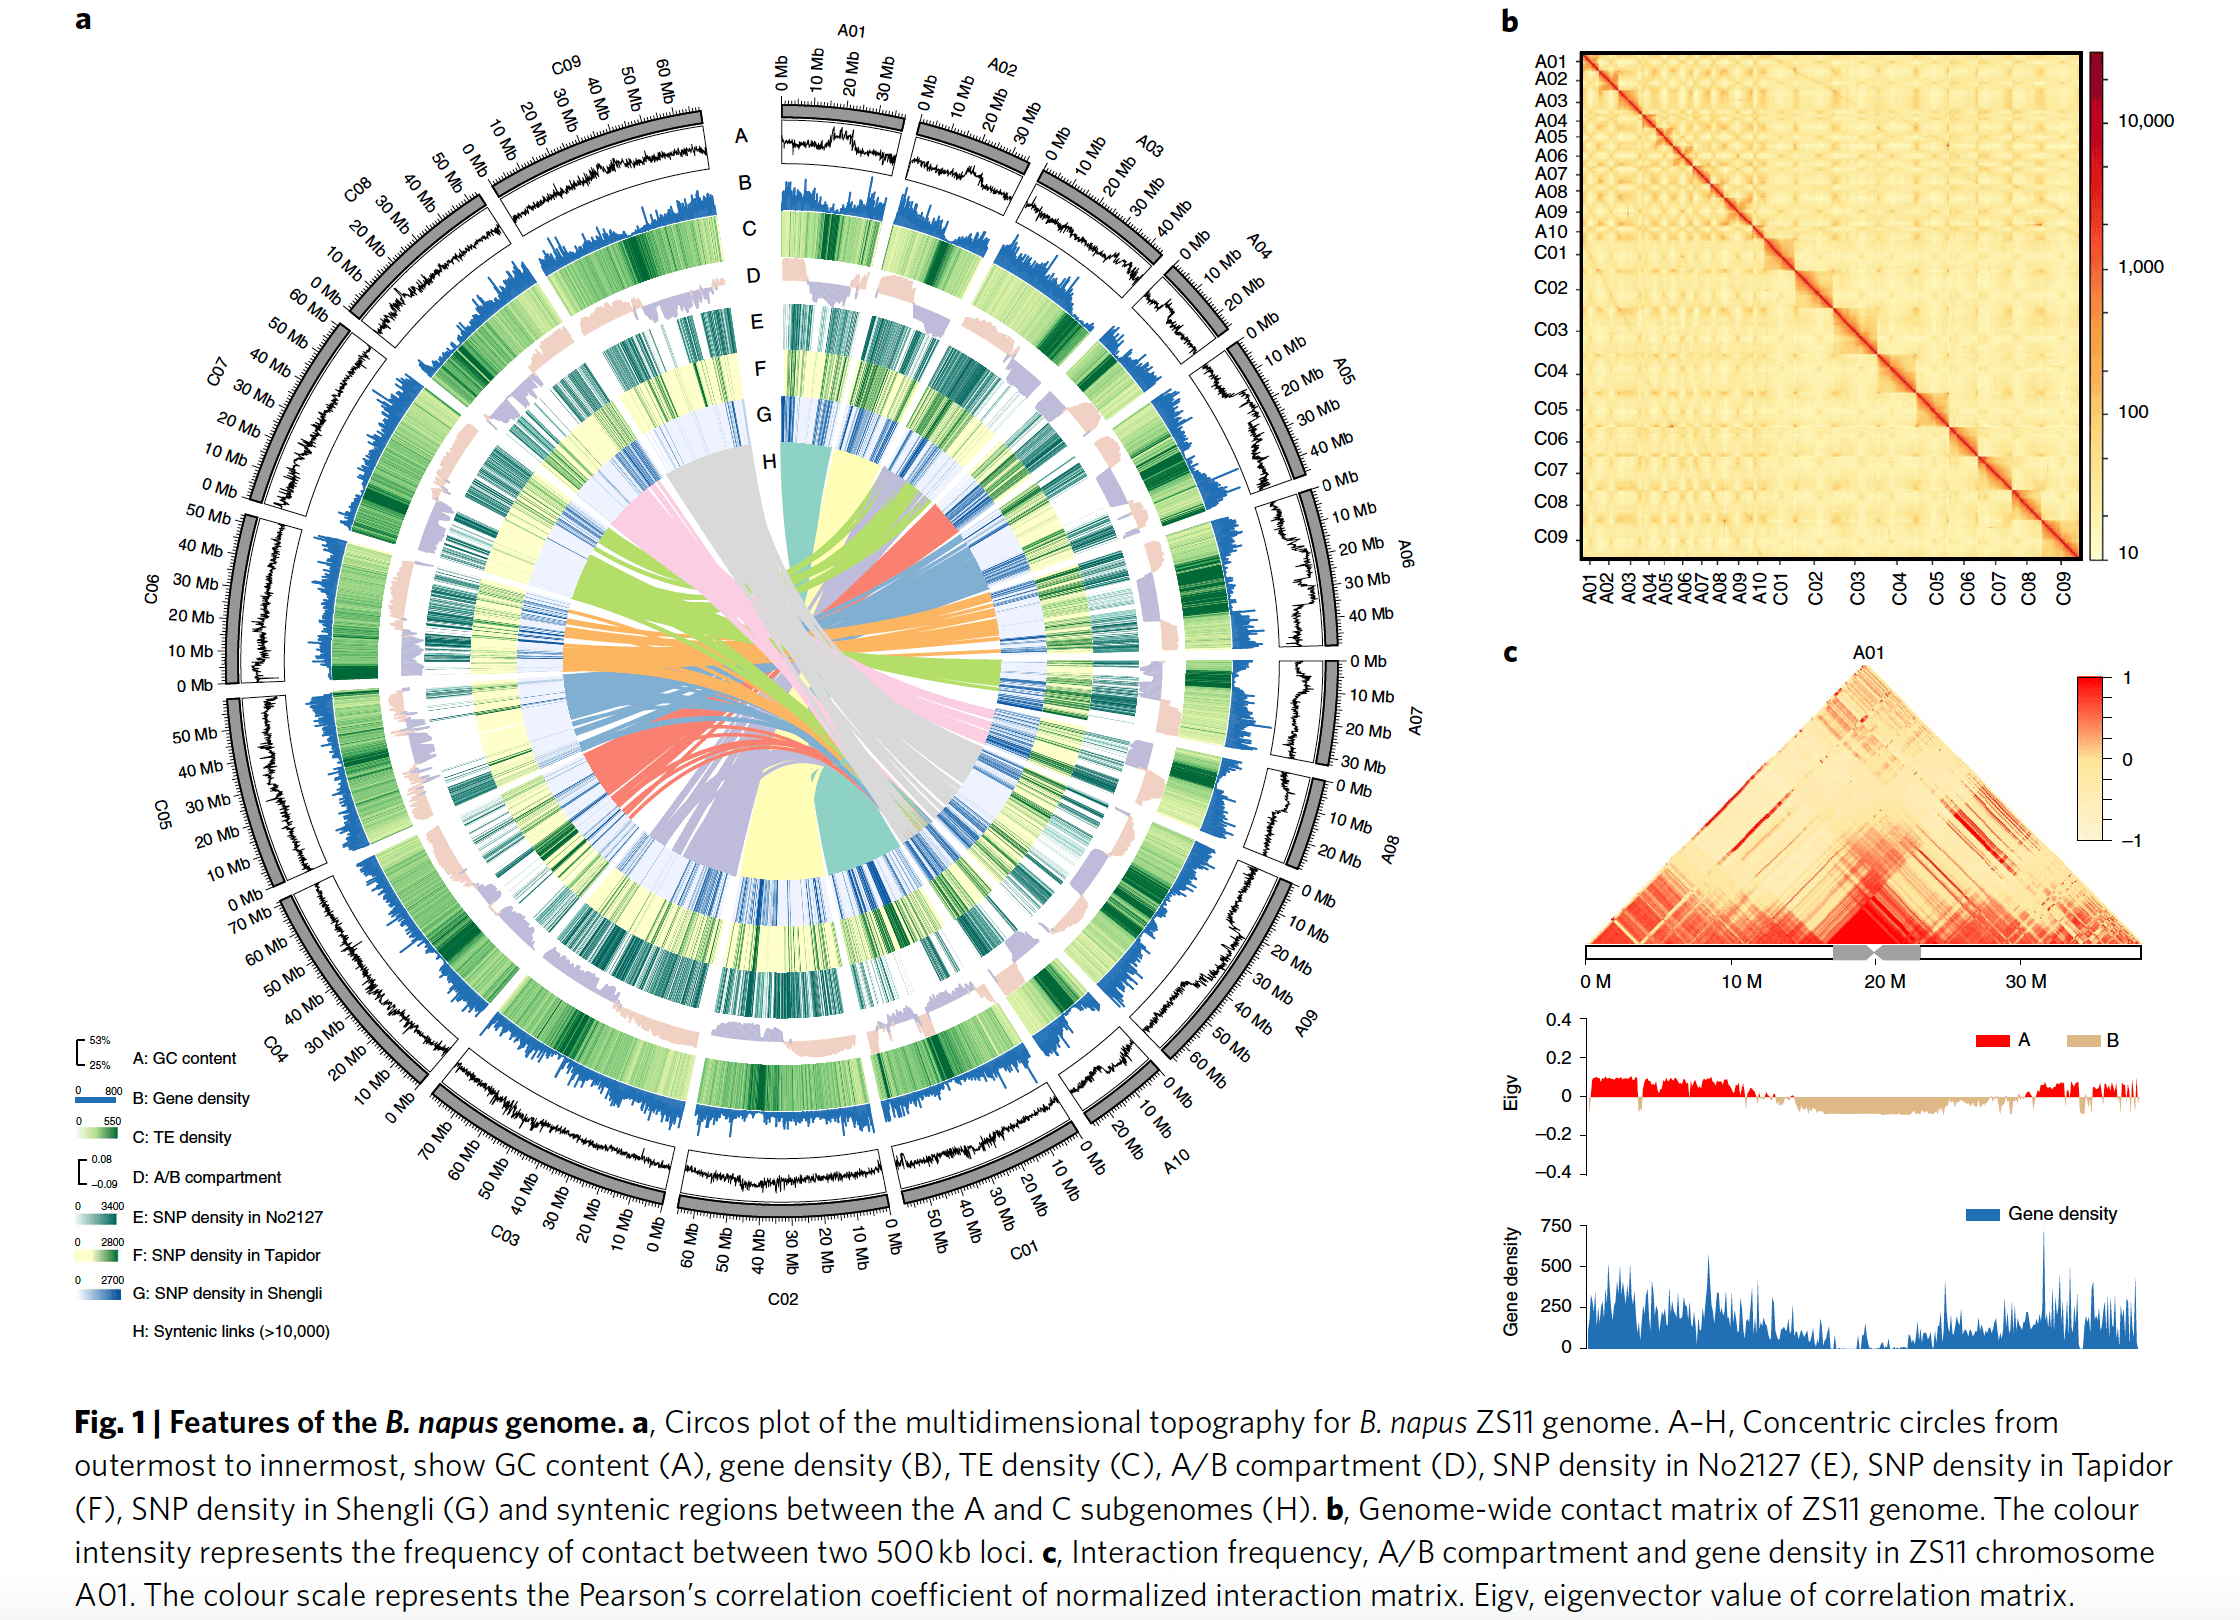 a
A01
0 Mb
10 Mb
20 Mb
30 Mb
A02
0 Mb
10 Mb
20 Mb
30 Mb
A03
0 Mb
10 Mb
20 Mb
30 Mb
40 Mb
A04
0 Mb
10 Mb
20 Mb
A05
0 Mb
10 Mb
20 Mb
30 Mb
40 Mb
A06
0 Mb
10 Mb
20 Mb
30 Mb
40 Mb
A07
0 Mb
10 Mb
20 Mb
30 Mb
A08
0 Mb
10 Mb
20 Mb
A09
0 Mb
10 Mb
20 Mb
30 Mb
40 Mb
50 Mb
60 Mb
A10
0 Mb
10 Mb
20 Mb
C01
0 Mb
10 Mb
20 Mb
30 Mb
40 Mb
50 Mb
C02
0 Mb
10 Mb
20 Mb
30 Mb
40 Mb
50 Mb
60 Mb
C03
0 Mb
10 Mb
20 Mb
30 Mb
40 Mb
50 Mb
60 Mb
70 Mb
C04
0 Mb
10 Mb
20 Mb
30 Mb
40 Mb
50 Mb
60 Mb
70 Mb
C05
0 Mb
10 Mb
20 Mb
30 Mb
40 Mb
50 Mb
C06
0 Mb
10 Mb
20 Mb
30 Mb
40 Mb
50 Mb
C07
0 Mb
10 Mb
20 Mb
30 Mb
40 Mb
50 Mb
60 Mb
C08
0 Mb
10 Mb
20 Mb
30 Mb
40 Mb
50 Mb
C09
0 Mb
10 Mb
20 Mb
30 Mb
40 Mb
50 Mb
60 Mb
A
B
C
D
E
F
G
H
53%
25%
A: GC content
0 800
B: Gene density
0 550
C: TE density
0.08
−0.09
D: A/B compartment
0 3400
E: SNP density in No2127
0 2800
F: SNP density in Tapidor
0 2700
G: SNP density in Shengli
H: Syntenic links (>10,000)
b
A01
A02
A03
A04
A05
A06
A07
A08
A09
A10
C01
C02
C03
C04
C05
C06
C07
C08
C09
A01 A02 A03 A04 A05 A06 A07 A08 A09 A10 C01 C02 C03 C04 C05 C06 C07 C08 C09
10,000
1,000
100
10
c
A01
1
0
−1
0 M 10 M 20 M 30 M
Eigv
0.4
0.2
0
−0.2
−0.4
A B
Gene density
750
500
250
0
Gene density
Fig. 1 | Features of the B. napus genome. a, Circos plot of the multidimensional topography for B. napus ZS11 genome. A–H, Concentric circles from
outermost to innermost, show GC content (A), gene density (B), TE density (C), A/B compartment (D), SNP density in No2127 (E), SNP density in Tapidor
(F), SNP density in Shengli (G) and syntenic regions between the A and C subgenomes (H). b, Genome-wide contact matrix of ZS11 genome. The colour
intensity represents the frequency of contact between two 500 kb loci. c, Interaction frequency, A/B compartment and gene density in ZS11 chromosome
A01. The colour scale represents the Pearson's correlation coefficient of normalized interaction matrix. Eigv, eigenvector value of correlation matrix.